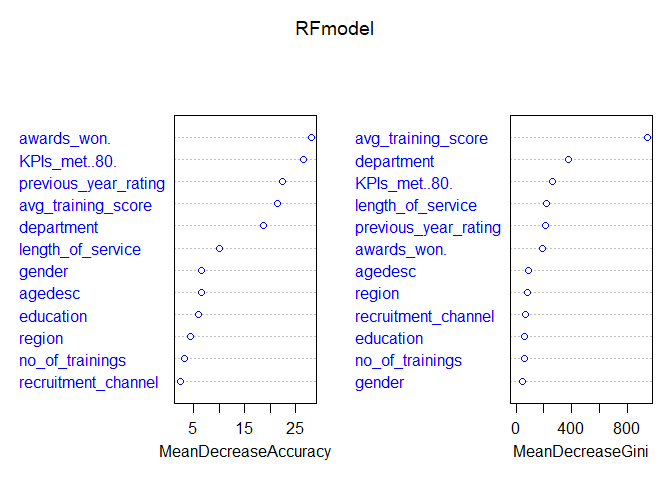 RFmodel
awards_won.
KPIs_met..80.
previous_year_rating
avg_training_score
department
length_of_service
gender
agedesc
education
region
no_of_trainings
recruitment_channel
5 15 25
MeanDecreaseAccuracy
avg_training_score
department
KPIs_met..80.
length_of_service
previous_year_rating
awards_won.
agedesc
region
recruitment_channel
education
no_of_trainings
gender
0 400 800
MeanDecreaseGini